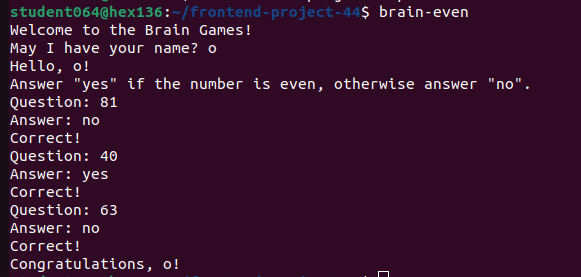 student064@hex136:~/frontend-project-44$ brain-even
Welcome to the Brain Games!
May I have your name? o
Hello, o!
Answer "yes" if the number is even, otherwise answer "no".
Question: 81
Answer: no
Correct!
Question: 40
Answer: yes
Correct!
Question: 63
Answer: no
Correct!
Congratulations, o!